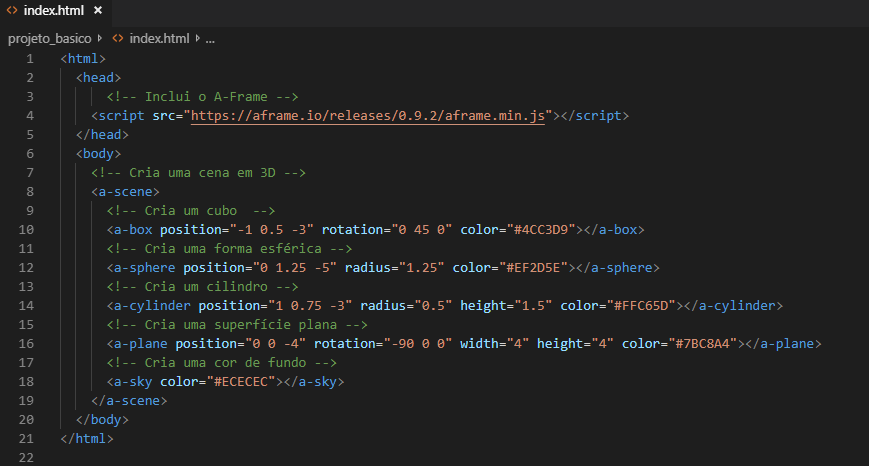 <> index.html ×
projeto_basico > <> index.html > ...
1 <html>
2 <head>
3 <!-- Inclui o A-Frame -->
4 <script src="https://aframe.io/releases/0.9.2/aframe.min.js"></script>
5 </head>
6 <body>
7 <!-- Cria uma cena em 3D -->
8 <a-scene>
9 <!-- Cria um cubo  -->
10 <a-box position="-1 0.5 -3" rotation="0 45 0" color="#4CC3D9"></a-box>
11 <!-- Cria uma forma esférica -->
12 <a-sphere position="0 1.25 -5" radius="1.25" color="#EF2D5E"></a-sphere>
13 <!-- Cria um cilindro -->
14 <a-cylinder position="1 0.75 -3" radius="0.5" height="1.5" color="#FFC65D"></a-cylinder>
15 <!-- Cria uma superfície plana -->
16 <a-plane position="0 0 -4" rotation="-90 0 0" width="4" height="4" color="#7BC8A4"></a-plane>
17 <!-- Cria uma cor de fundo -->
18 <a-sky color="#ECECEC"></a-sky>
19 </a-scene>
20 </body>
21 </html>
22